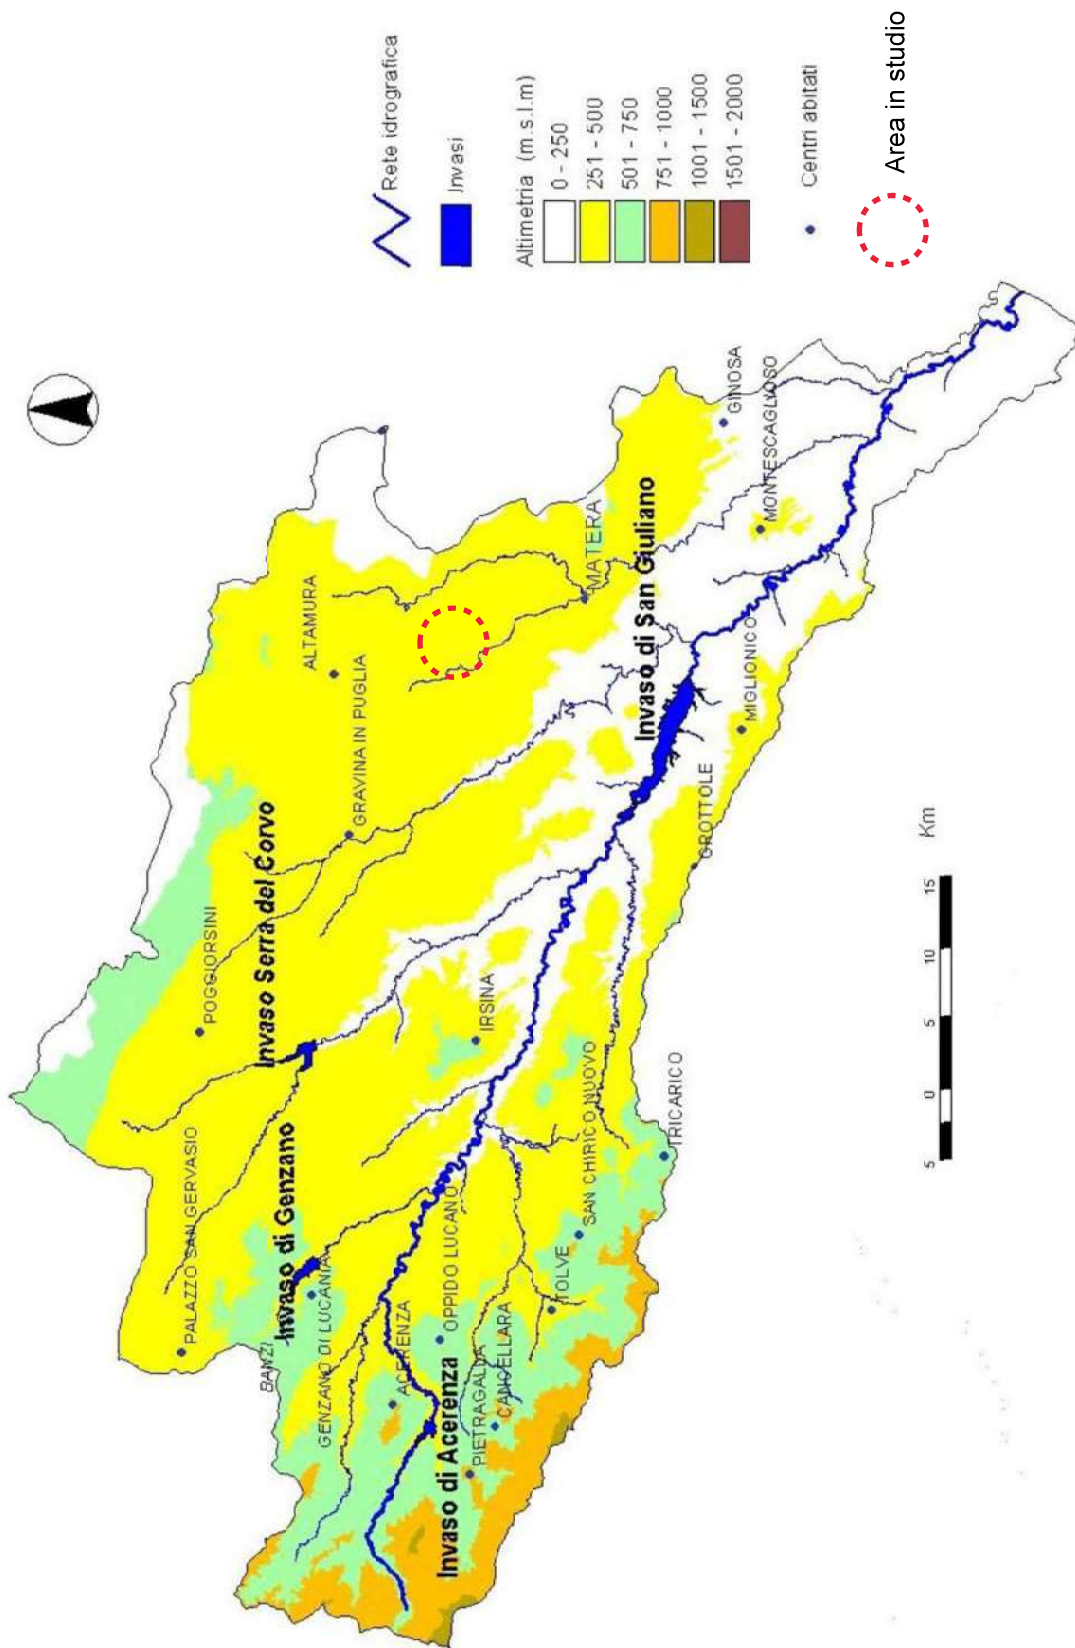 PALAZZO SAN GERVASIO
POGGIORSINI
BANZI
Invaso di Genzano
Invaso Serra del Corvo
GENZANO DI LUCANIA
GRAVINA IN PUGLIA
ALTAMURA
ACERENZA
OPPIDO LUCANO
Invaso di Acerenza
PIETRAGALLA
CANCELLARA
TOLVE
SAN CHIRICO NUOVO
IRSINA
TRICARICO
GROTTOLE
MIGLIONICO
Invaso di San Giuliano
MATERA
MONTESCAGLIOSO
GINOSA
Rete idrografica
Invasi
Altimetria (m.s.l.m)
0 - 250
251 - 500
501 - 750
751 - 1000
1001 - 1500
1501 - 2000
Centri abitati
Area in studio
5 0 5 10 15 Km